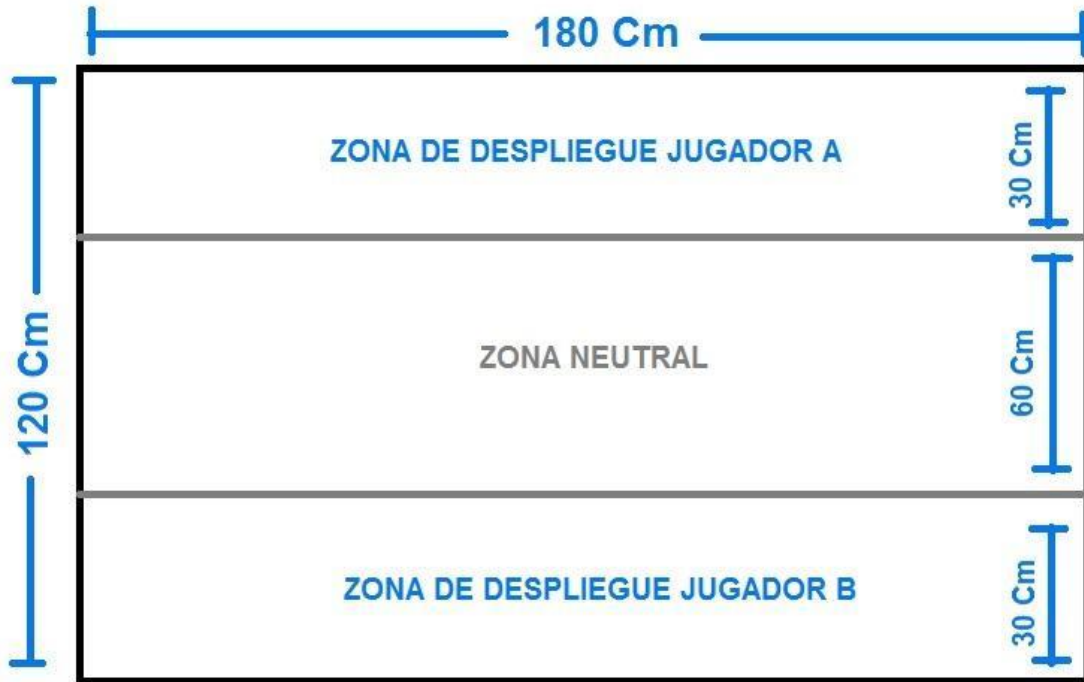 180 Cm
ZONA DE DESPLIEGUE JUGADOR A
30 Cm
120 Cm
ZONA NEUTRAL
60 Cm
ZONA DE DESPLIEGUE JUGADOR B
30 Cm